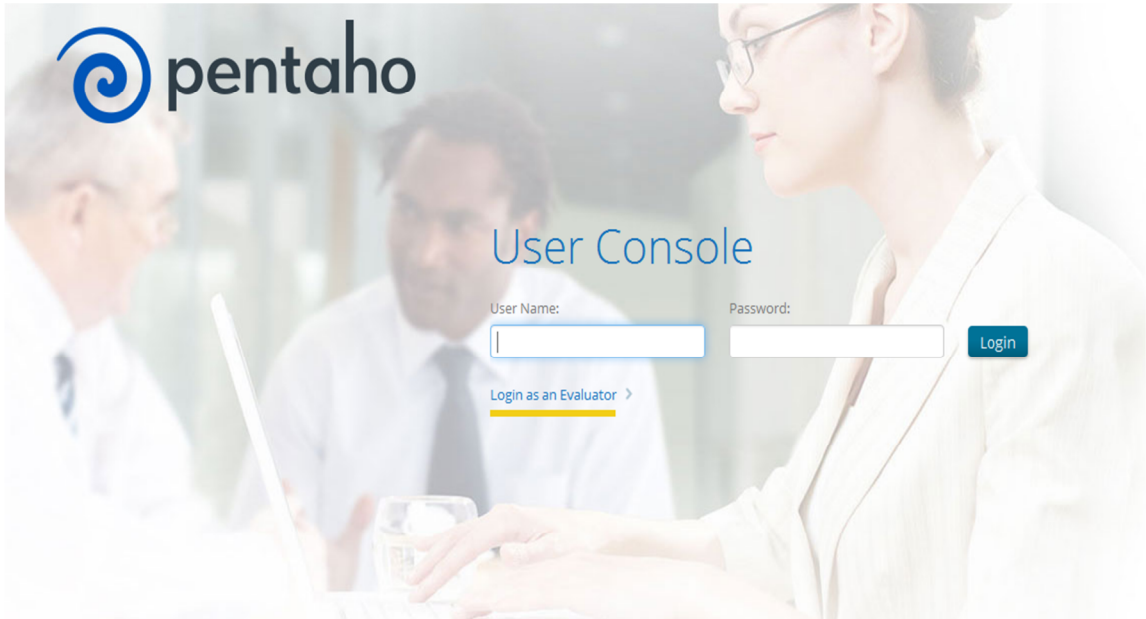 pentaho
User Console
User Name:
Password:
Login
Login as an Evaluator >